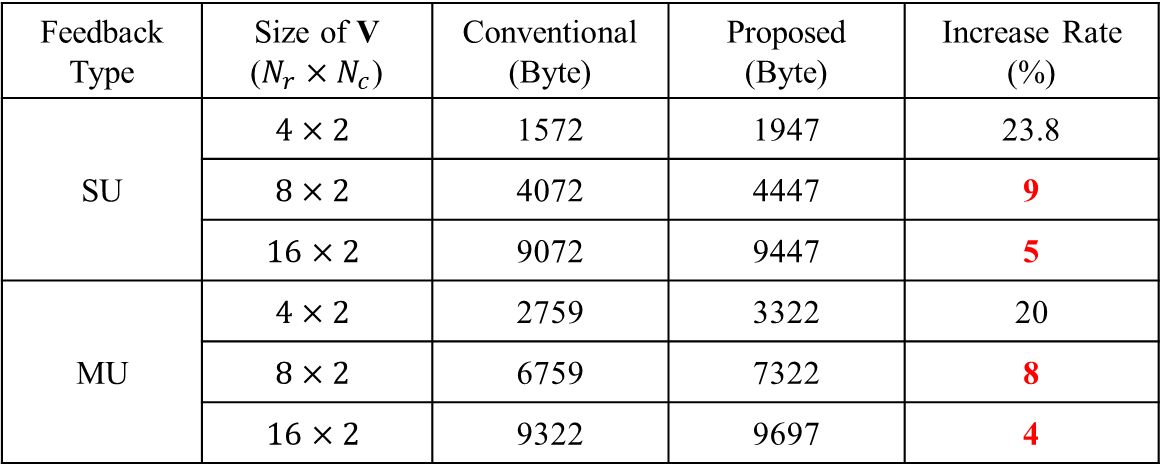 Feedback Type | Size of V (𝑁𝑟 × 𝑁𝑐) | Conventional (Byte) | Proposed (Byte) | Increase Rate (%)
SU | 4 × 2 | 1572 | 1947 | 23.8
8 × 2 | 4072 | 4447 | 9
16 × 2 | 9072 | 9447 | 5
MU | 4 × 2 | 2759 | 3322 | 20
8 × 2 | 6759 | 7322 | 8
16 × 2 | 9322 | 9697 | 4